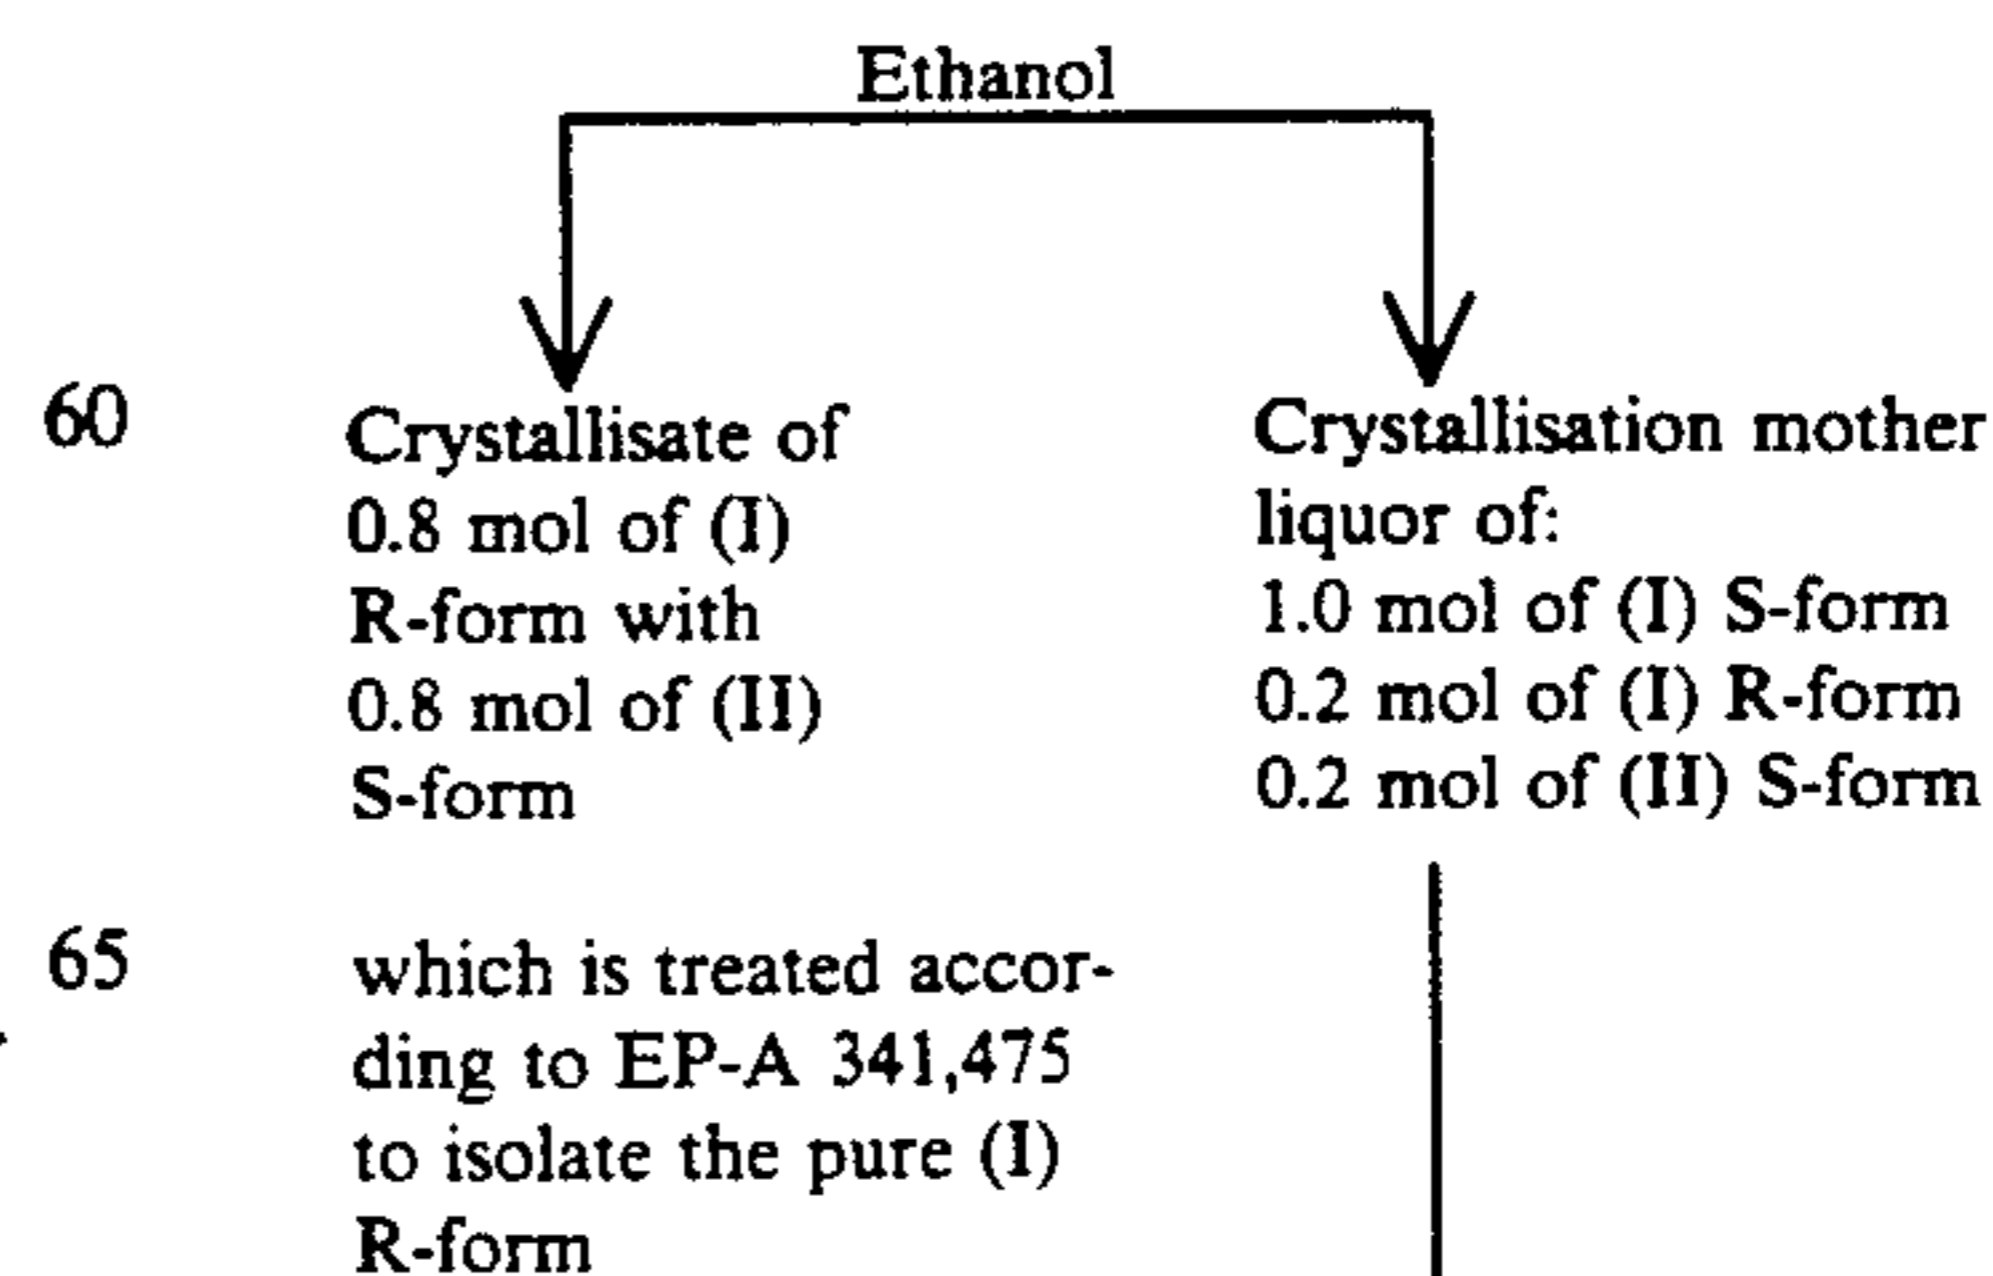 Ethanol
60
Crystallisate of
0.8 mol of (I)
R-form with
0.8 mol of (II)
S-form
Crystallisation mother
liquor of:
1.0 mol of (I) S-form
0.2 mol of (I) R-form
0.2 mol of (II) S-form
65
which is treated accor-
ding to EP-A 341,475
to isolate the pure (I)
R-form